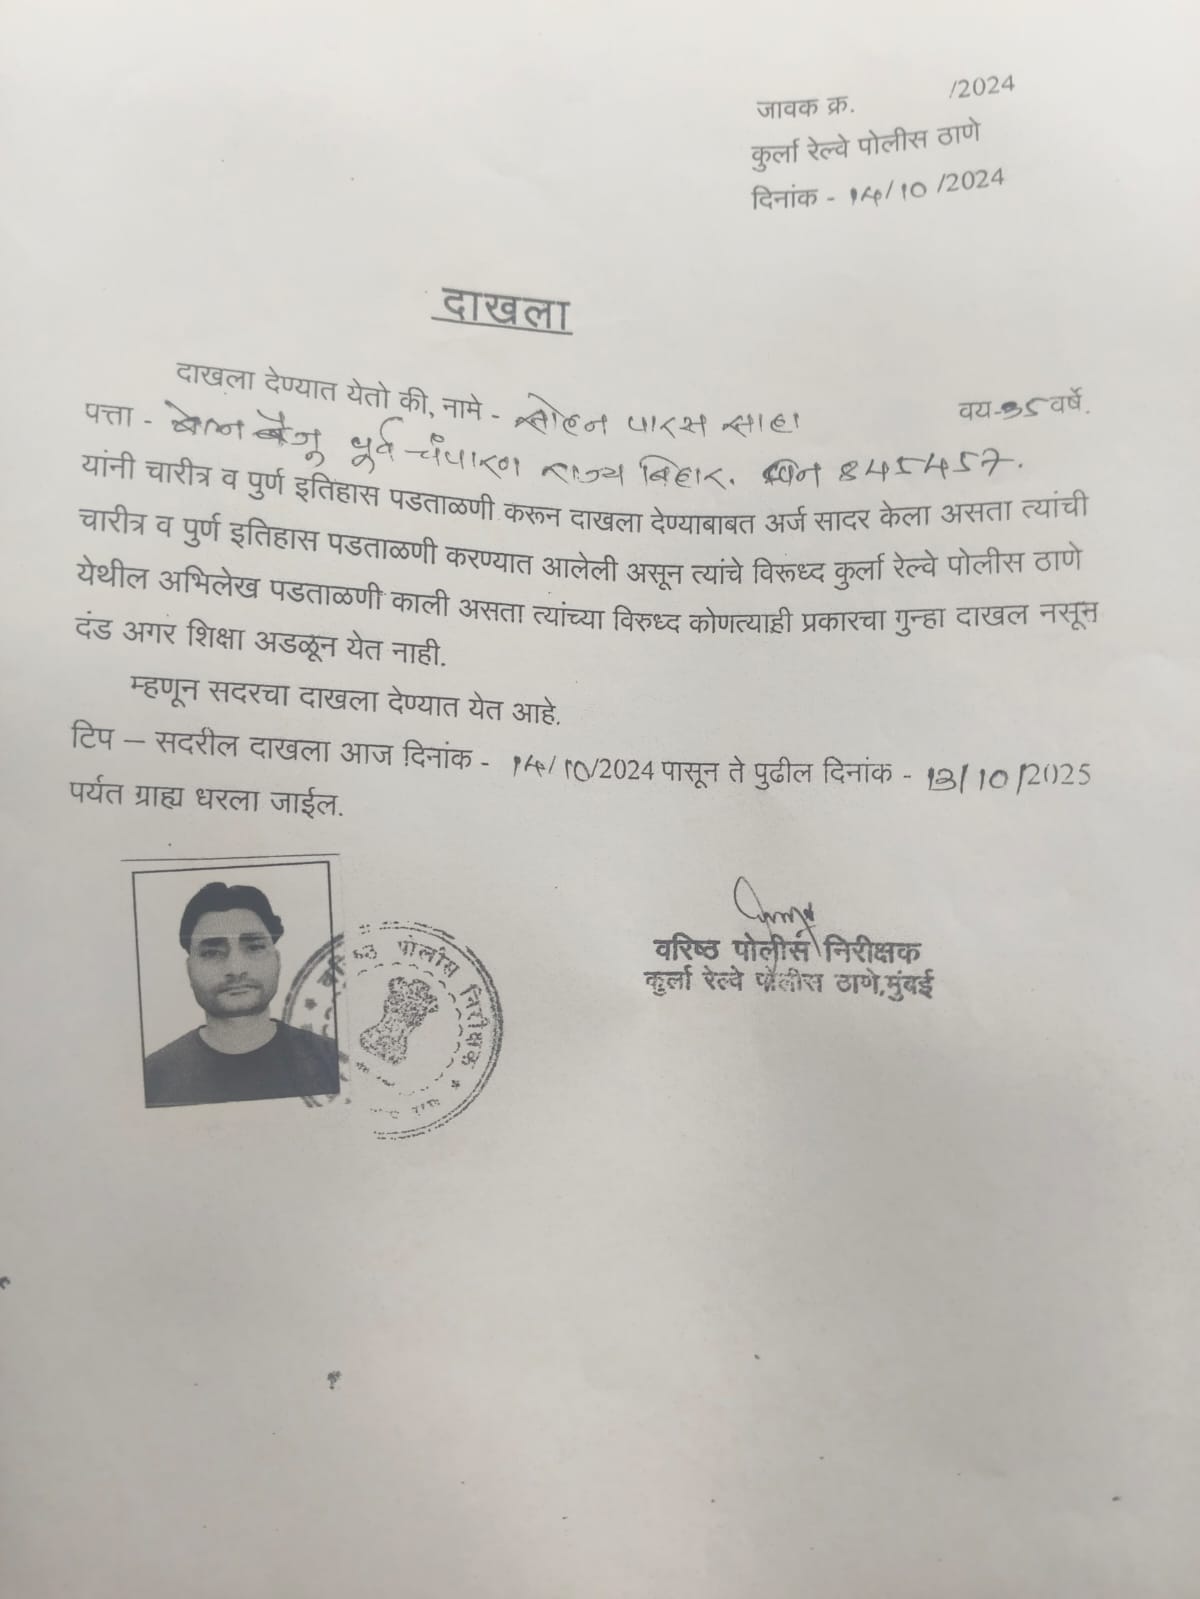 जावक क्र. /2024
कुर्ला रेल्वे पोलीस ठाणे
दिनांक - 14/10 /2024
दाखला
दाखला देण्यात येतो की, नामे - सोहन पारस साहा वय-35 वर्षे.
पत्ता - बैजू पूर्व चंपारण राज्य बिहार. पिन 845457.
यांनी चारीत्र व पुर्ण इतिहास पडताळणी करून दाखला देण्याबाबत अर्ज सादर केला असता त्यांची
चारीत्र व पुर्ण इतिहास पडताळणी करण्यात आलेली असून त्यांचे विरूध्द कुर्ला रेल्वे पोलीस ठाणे
येथील अभिलेख पडताळणी काली असता त्यांच्या विरुध्द कोणत्याही प्रकारचा गुन्हा दाखल नसून
दंड अगर शिक्षा अडळून येत नाही.
म्हणून सदरचा दाखला देण्यात येत आहे.
टिप – सदरील दाखला आज दिनांक - 14/10/2024 पासून ते पुढील दिनांक - 13/10/2025
पर्यंत ग्राह्य धरला जाईल.
वरिष्ठ पोलीस निरीक्षक
कुर्ला रेल्वे पोलीस ठाणे,मुंबई
पोलीस निरीक्षक